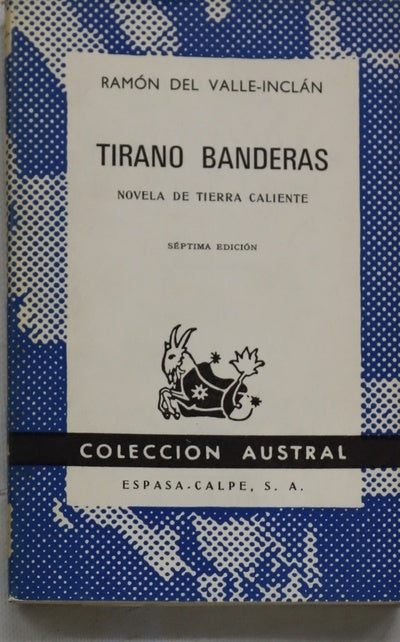 RAMÓN DEL VALLE-INCLÁN
TIRANO BANDERAS
NOVELA DE TIERRA CALIENTE
SÉPTIMA EDICIÓN
COLECCION AUSTRAL
ESPASA-CALPE, S. A.